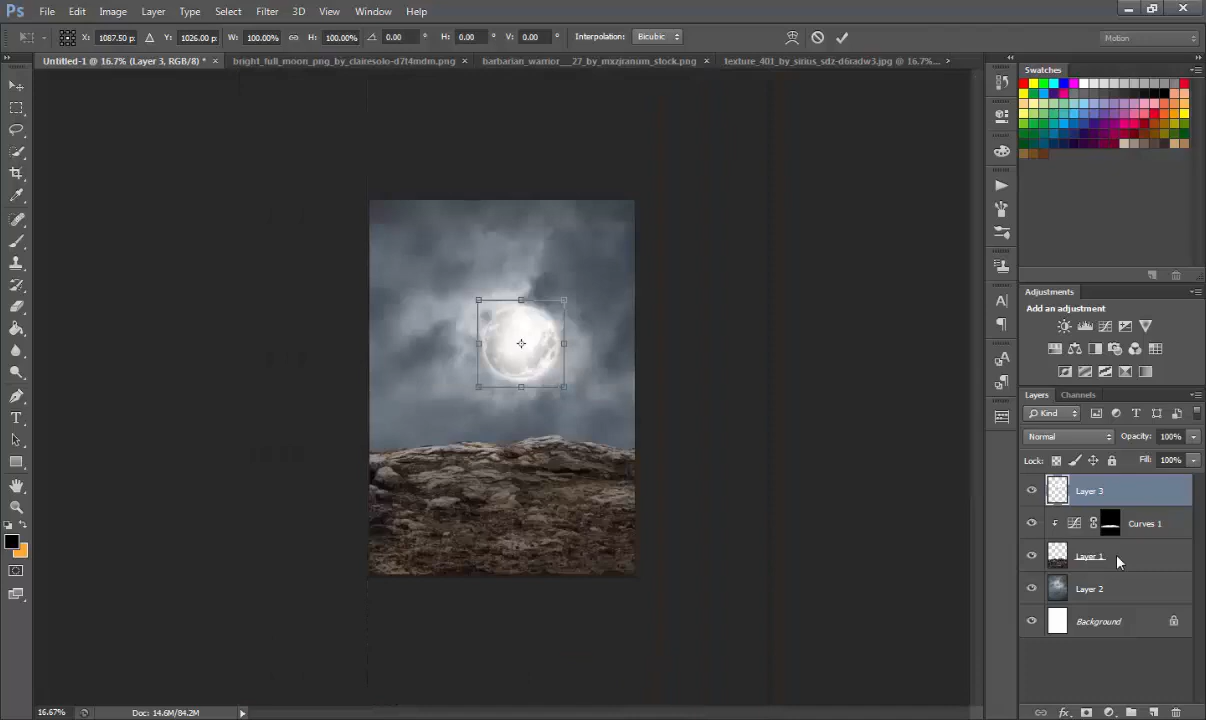 Ps File Edit Image Layer Type Select Filter 3D View Window Help
X: 1087.50 p: Y: 1026.00 p: W: 100.00% H: 100.00% 0.00 ° H: 0.00 ° V: 0.00 ° Interpolation: Bicubic Motion
Untitled-1 @ 16.7% (Layer 3, RGB/8) * × bright_full_moon_png_by_clairesolo-d7t4mdm.png × barbarian_warrior__27_by_mxzjranum_stock.png × texture_401_by_sirius_sdz-d6radw3.jpg @ 16.7%...
Swatches
Adjustments
Add an adjustment
Layers Channels
Kind
Normal Opacity: 100%
Lock: Fill: 100%
Layer 3
Curves 1
Layer 1
Layer 2
Background
16.67% Doc: 14.6M/84.2M
fx